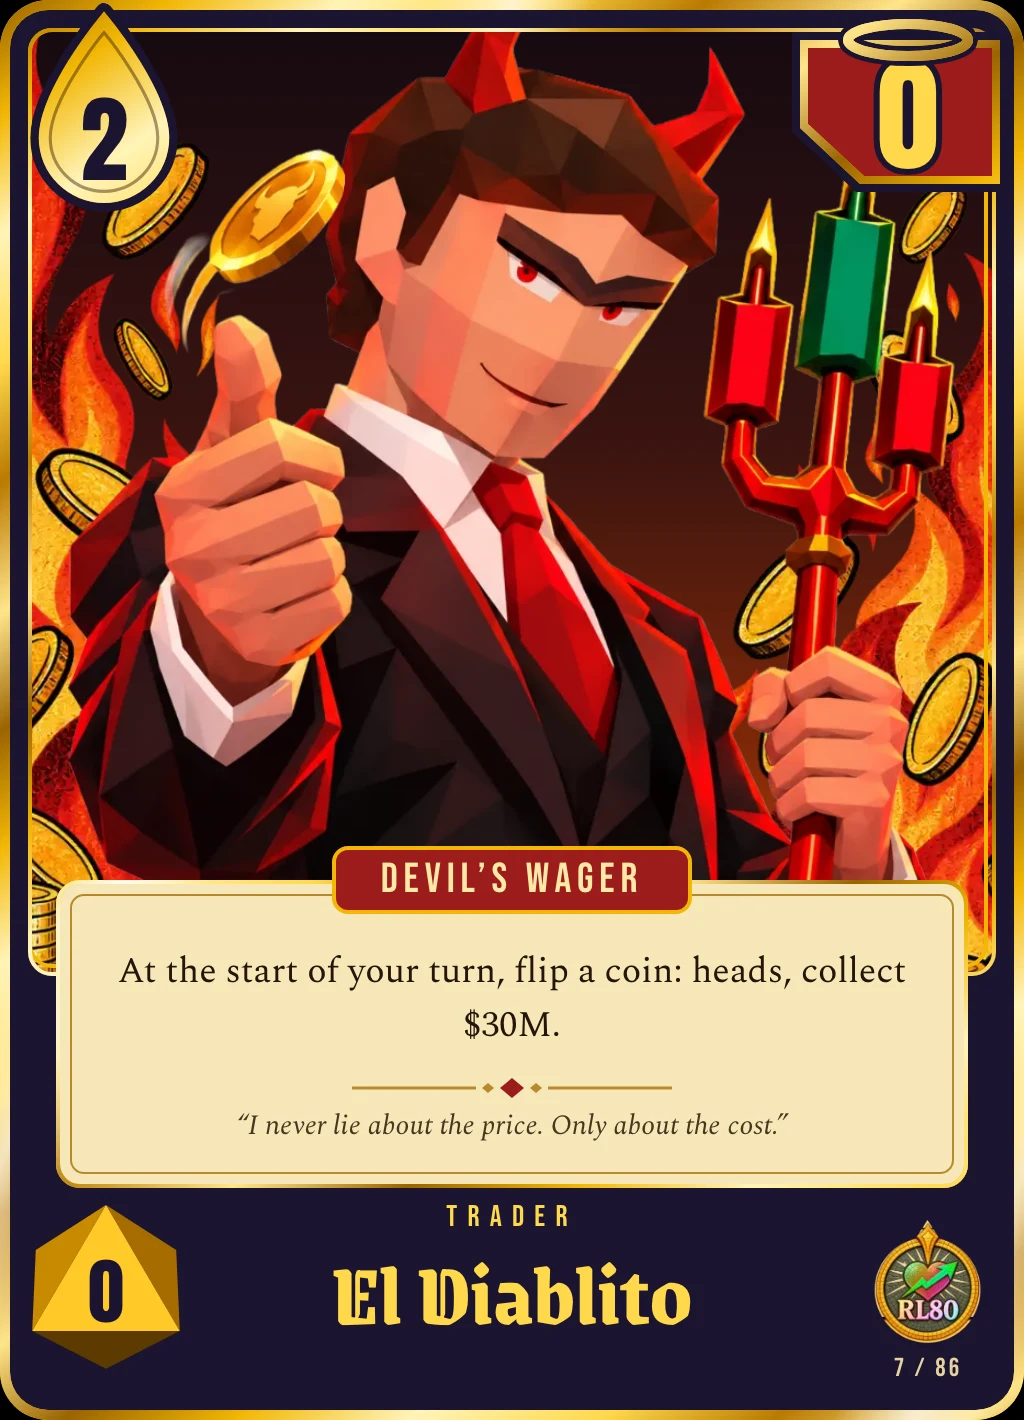 2
0
DEVIL’S WAGER
At the start of your turn, flip a coin: heads, collect
$30M.
“I never lie about the price. Only about the cost.”
TRADER
0
El Diablito
RL80
7 / 86